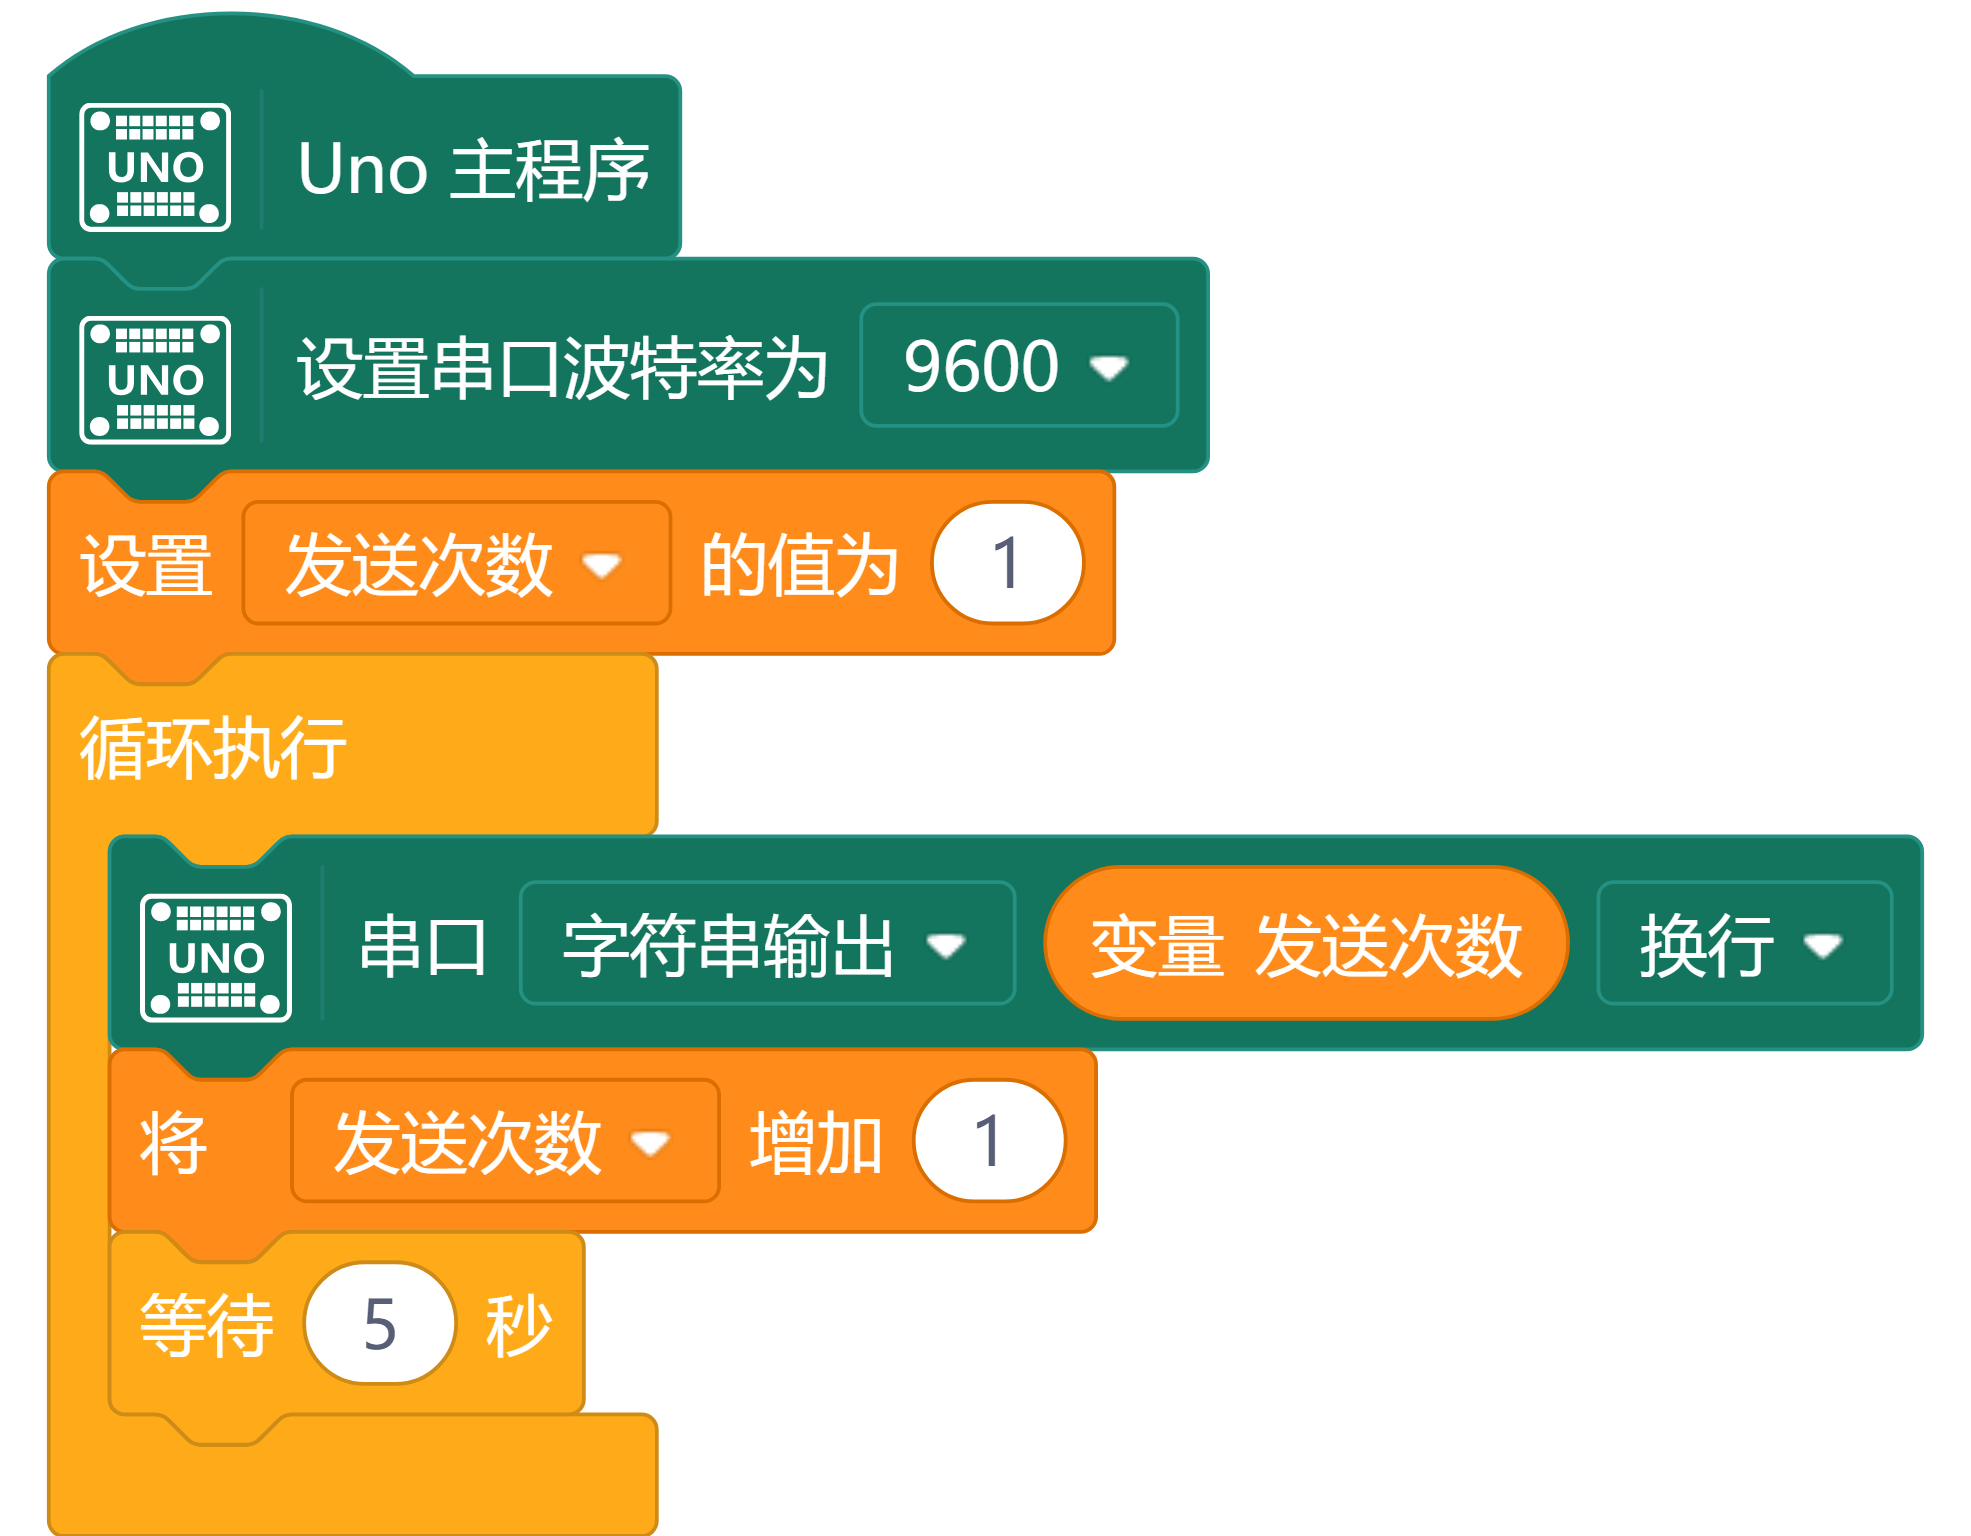 UNO Uno 主程序
UNO 设置串口波特率为 9600
设置 发送次数 的值为 1
循环执行
UNO 串口 字符串输出 变量 发送次数 换行
将 发送次数 增加 1
等待 5 秒